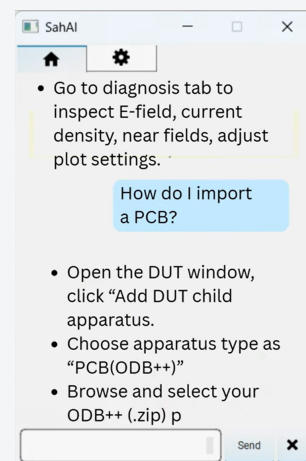 SahAI
Go to diagnosis tab to
inspect E-field, current
density, near fields, adjust
plot settings.
How do I import
a PCB?
Open the DUT window,
click “Add DUT child
apparatus.
Choose apparatus type as
“PCB(ODB++)”
Browse and select your
ODB++ (.zip) p
Send